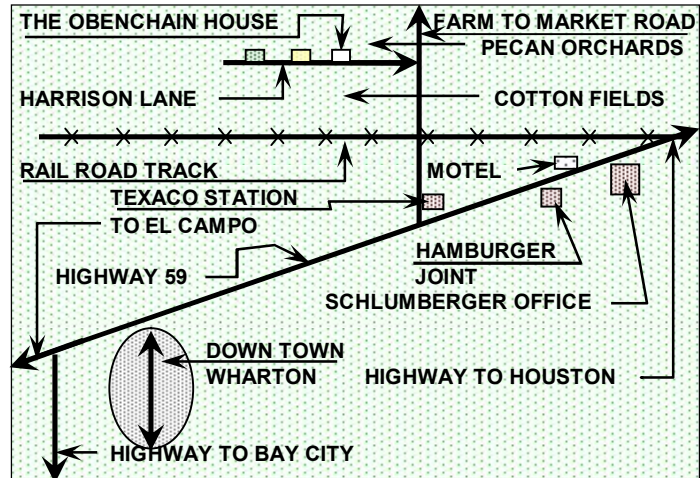 THE OBENCHAIN HOUSE
FARM TO MARKET ROAD
PECAN ORCHARDS
HARRISON LANE
COTTON FIELDS
RAIL ROAD TRACK
MOTEL
TEXACO STATION
TO EL CAMPO
HAMBURGER
JOINT
HIGHWAY 59
SCHLUMBERGER OFFICE
DOWN TOWN
WHARTON
HIGHWAY TO HOUSTON
HIGHWAY TO BAY CITY